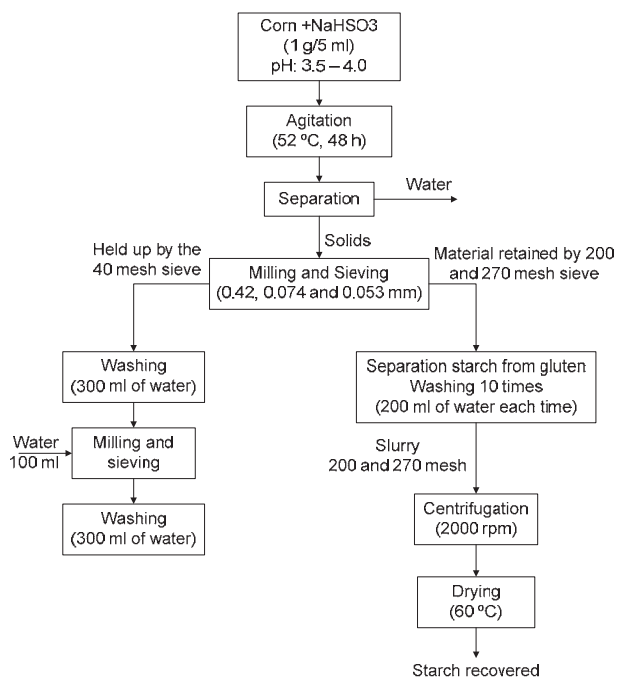 Corn +NaHSO3
(1 g/5 ml)
pH: 3.5 – 4.0
Agitation
(52 ºC, 48 h)
Separation
Water
Solids
Held up by the
40 mesh sieve
Milling and Sieving
(0.42, 0.074 and 0.053 mm)
Material retained by 200
and 270 mesh sieve
Washing
(300 ml of water)
Water
100 ml
Milling and
sieving
Washing
(300 ml of water)
Separation starch from gluten
Washing 10 times
(200 ml of water each time)
Slurry
200 and 270 mesh
Centrifugation
(2000 rpm)
Drying
(60 ºC)
Starch recovered